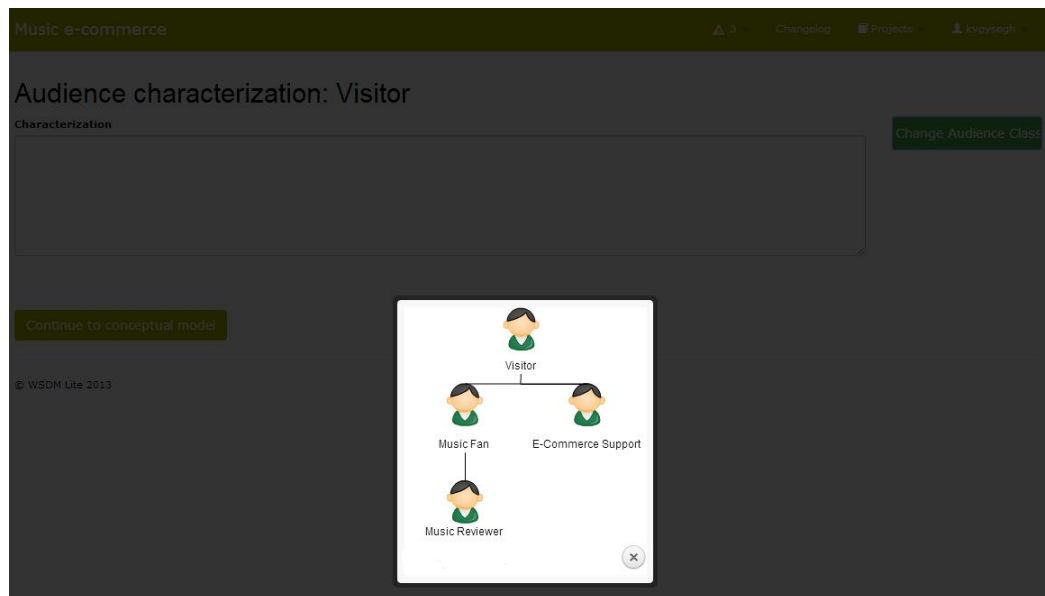 Music e-commerce
3
Changelog
Projects
kvgysegh
Audience characterization: Visitor
Characterization
Change Audience Class
Continue to conceptual model
© WSDM Lite 2013
Visitor
Music Fan
E-Commerce Support
Music Reviewer